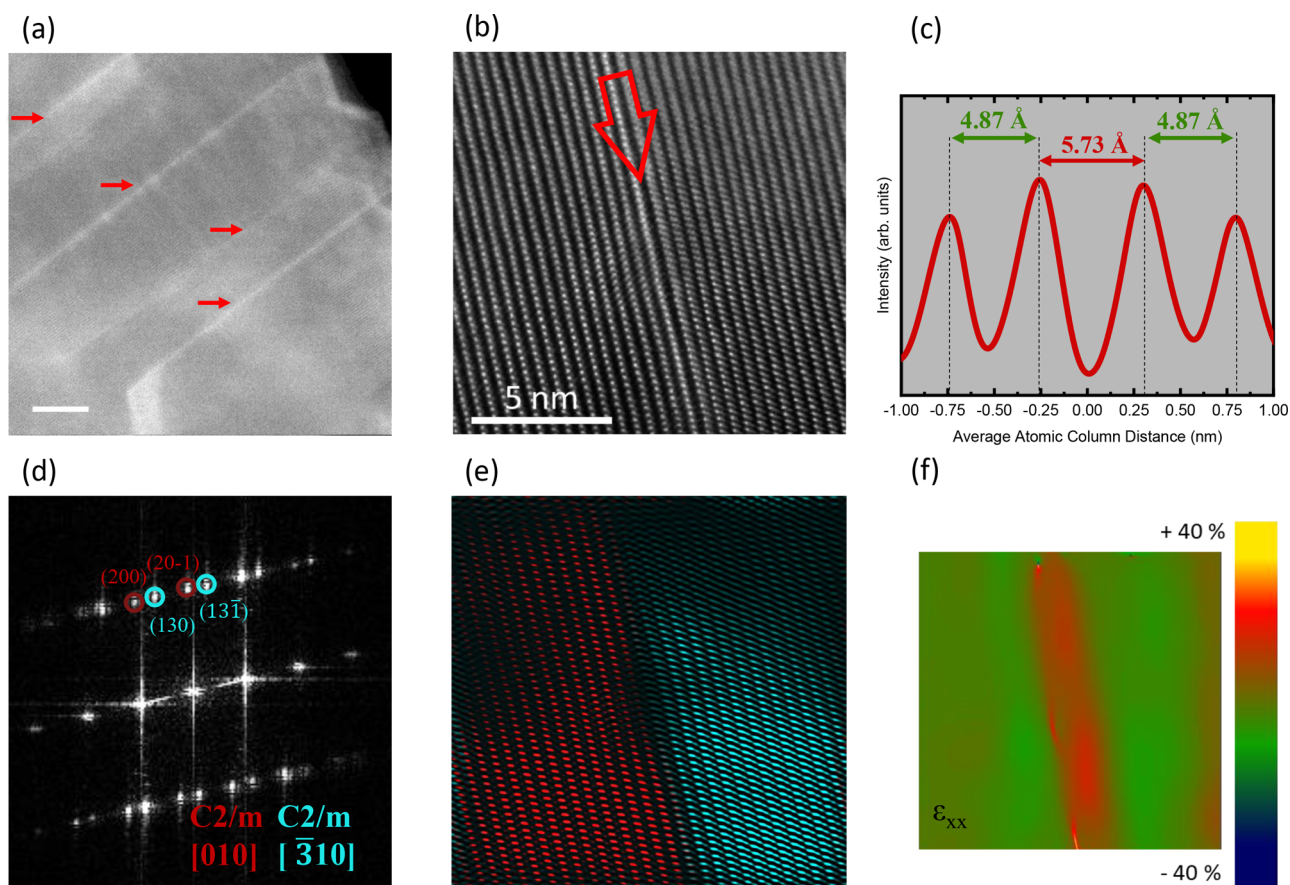 (a)
(b)
(c)
4.87 Å
4.87 Å
5.73 Å
Intensity (arb. units)
-1.00 -0.75 -0.50 -0.25 0.00 0.25 0.50 0.75 1.00
Average Atomic Column Distance (nm)
5 nm
(d)
(e)
(f)
(200) (20-1)
(130) (131̅)
C2/m C2/m
[010] [ 3̅10]
+ 40 %
εxx
- 40 %